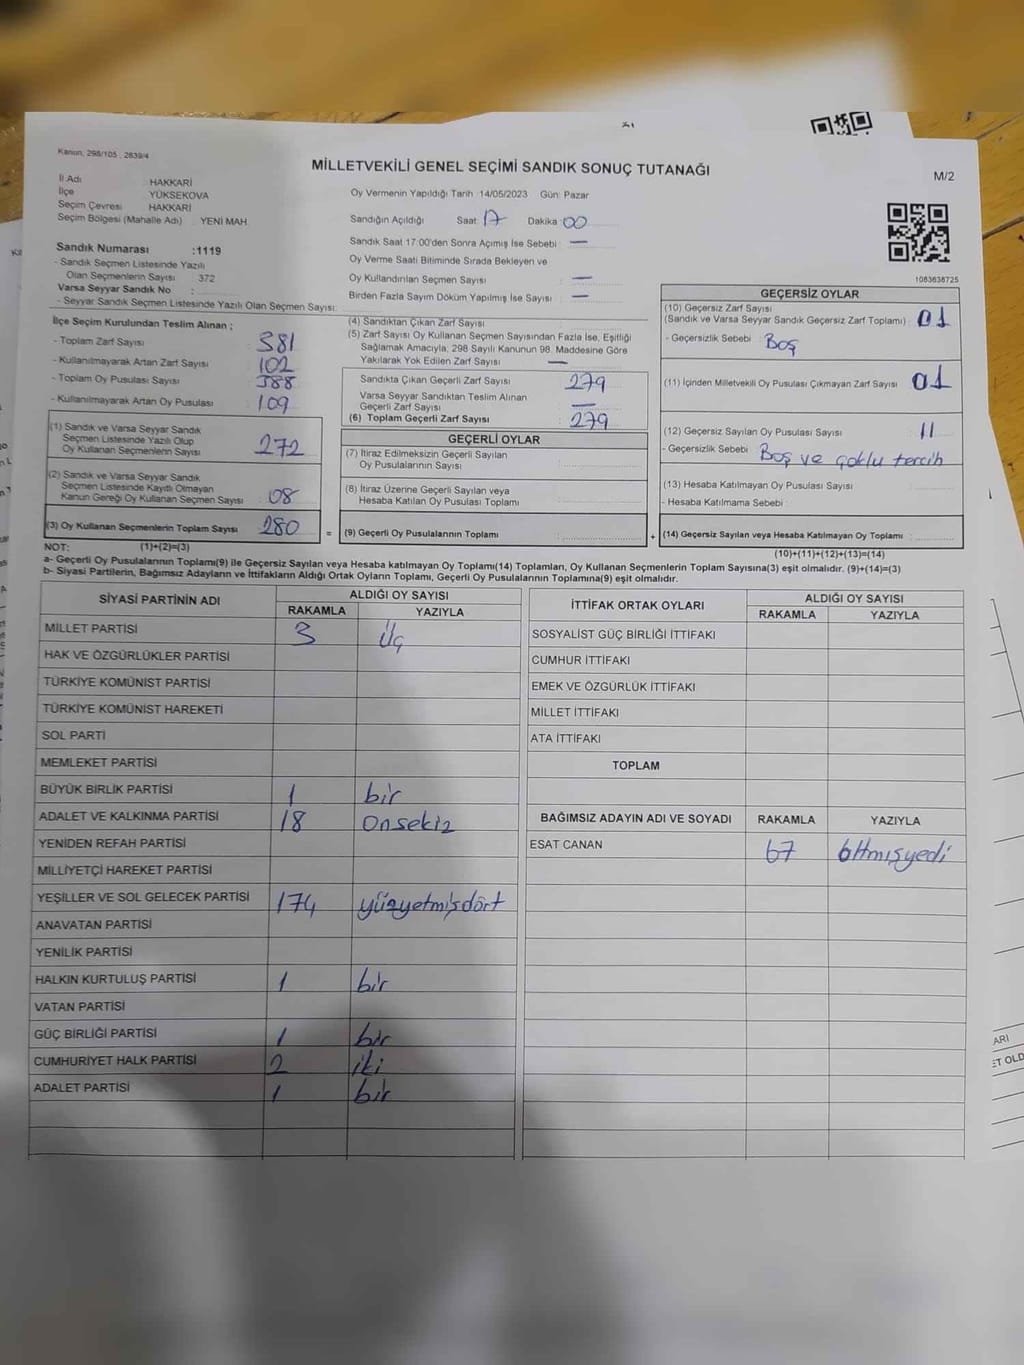 Kanun, 298/105 , 2839/4
MİLLETVEKİLİ GENEL SEÇİMİ SANDIK SONUÇ TUTANAĞI
M/2
İl Adı : HAKKARİ
İlçe : YÜKSEKOVA
Seçim Çevresi : HAKKARİ
Seçim Bölgesi (Mahalle Adı) : YENİ MAH.
Sandık Numarası :1119
- Sandık Seçmen Listesinde Yazılı
Olan Seçmenlerin Sayısı : 372
Varsa Seyyar Sandık No :
- Seyyar Sandık Seçmen Listesinde Yazılı Olan Seçmen Sayısı:
Oy Vermenin Yapıldığı Tarih :14/05/2023 Gün: Pazar
Sandığın Açıldığı Saat: 17 Dakika: 00
Sandık Saat 17:00'den Sonra Açımış İse Sebebi : —
Oy Verme Saati Bitiminde Sırada Bekleyen ve
Oy Kullandırılan Seçmen Sayısı : —
Birden Fazla Sayım Döküm Yapılmış İse Sayısı : —
1083638725
İlçe Seçim Kurulundan Teslim Alınan ;
- Toplam Zarf Sayısı : 381
- Kullanılmayarak Artan Zarf Sayısı : 102
- Toplam Oy Pusulası Sayısı : 388
- Kullanılmayarak Artan Oy Pusulası : 109
(1) Sandık ve Varsa Seyyar Sandık
Seçmen Listesinde Yazılı Olup
Oy Kullanan Seçmenlerin Sayısı : 272
(2) Sandık ve Varsa Seyyar Sandık
Seçmen Listesinde Kayıtlı Olmayan
Kanun Gereği Oy Kullanan Seçmen Sayısı : 08
(3) Oy Kullanan Seçmenlerin Toplam Sayısı : 280 =
(4) Sandıktan Çıkan Zarf Sayısı :
(5) Zarf Sayısı Oy Kullanan Seçmen Sayısından Fazla İse, Eşitliği
Sağlamak Amacıyla, 298 Sayılı Kanunun 98. Maddesine Göre
Yakılarak Yok Edilen Zarf Sayısı : —
Sandıkta Çıkan Geçerli Zarf Sayısı : 279
Varsa Seyyar Sandıktan Teslim Alınan
Geçerli Zarf Sayısı : —
(6) Toplam Geçerli Zarf Sayısı : 279
GEÇERLİ OYLAR
(7) İtiraz Edilmeksizin Geçerli Sayılan
Oy Pusulalarının Sayısı :
(8) İtiraz Üzerine Geçerli Sayılan veya
Hesaba Katılan Oy Pusulası Toplamı :
(9) Geçerli Oy Pusulalarının Toplamı : +
GEÇERSİZ OYLAR
(10) Geçersiz Zarf Sayısı
(Sandık ve Varsa Seyyar Sandık Geçersiz Zarf Toplamı) : 01
- Geçersizlik Sebebi : Boş
(11) İçinden Milletvekili Oy Pusulası Çıkmayan Zarf Sayısı : 01
(12) Geçersiz Sayılan Oy Pusulası Sayısı : 11
- Geçersizlik Sebebi : Boş ve çoklu tercih
(13) Hesaba Katılmayan Oy Pusulası Sayısı :
- Hesaba Katılmama Sebebi :
(14) Geçersiz Sayılan veya Hesaba Katılmayan Oy Toplamı :
NOT: (1)+(2)=(3)
(10)+(11)+(12)+(13)=(14)
a- Geçerli Oy Pusulalarının Toplamı(9) ile Geçersiz Sayılan veya Hesaba katılmayan Oy Toplamı(14) Toplamları, Oy Kullanan Seçmenlerin Toplam Sayısına(3) eşit olmalıdır. (9)+(14)=(3)
b- Siyasi Partilerin, Bağımsız Adayların ve İttifakların Aldığı Ortak Oyların Toplamı, Geçerli Oy Pusulalarının Toplamına(9) eşit olmalıdır.
SİYASİ PARTİNİN ADI ALDIĞI OY SAYISI
RAKAMLA YAZIYLA
MİLLET PARTİSİ 3 Üç
HAK VE ÖZGÜRLÜKLER PARTİSİ
TÜRKİYE KOMÜNİST PARTİSİ
TÜRKİYE KOMÜNİST HAREKETİ
SOL PARTİ
MEMLEKET PARTİSİ
BÜYÜK BİRLİK PARTİSİ 1 bir
ADALET VE KALKINMA PARTİSİ 18 onsekiz
YENİDEN REFAH PARTİSİ
MİLLİYETÇİ HAREKET PARTİSİ
YEŞİLLER VE SOL GELECEK PARTİSİ 174 yüzyetmişdört
ANAVATAN PARTİSİ
YENİLİK PARTİSİ
HALKIN KURTULUŞ PARTİSİ 1 bir
VATAN PARTİSİ
GÜÇ BİRLİĞİ PARTİSİ 1 bir
CUMHURİYET HALK PARTİSİ 2 iki
ADALET PARTİSİ 1 bir
İTTİFAK ORTAK OYLARI ALDIĞI OY SAYISI
RAKAMLA YAZIYLA
SOSYALİST GÜÇ BİRLİĞİ İTTİFAKI
CUMHUR İTTİFAKI
EMEK VE ÖZGÜRLÜK İTTİFAKI
MİLLET İTTİFAKI
ATA İTTİFAKI
TOPLAM
BAĞIMSIZ ADAYIN ADI VE SOYADI RAKAMLA YAZIYLA
ESAT CANAN 67 altmışyedi
ARI
ET OLD